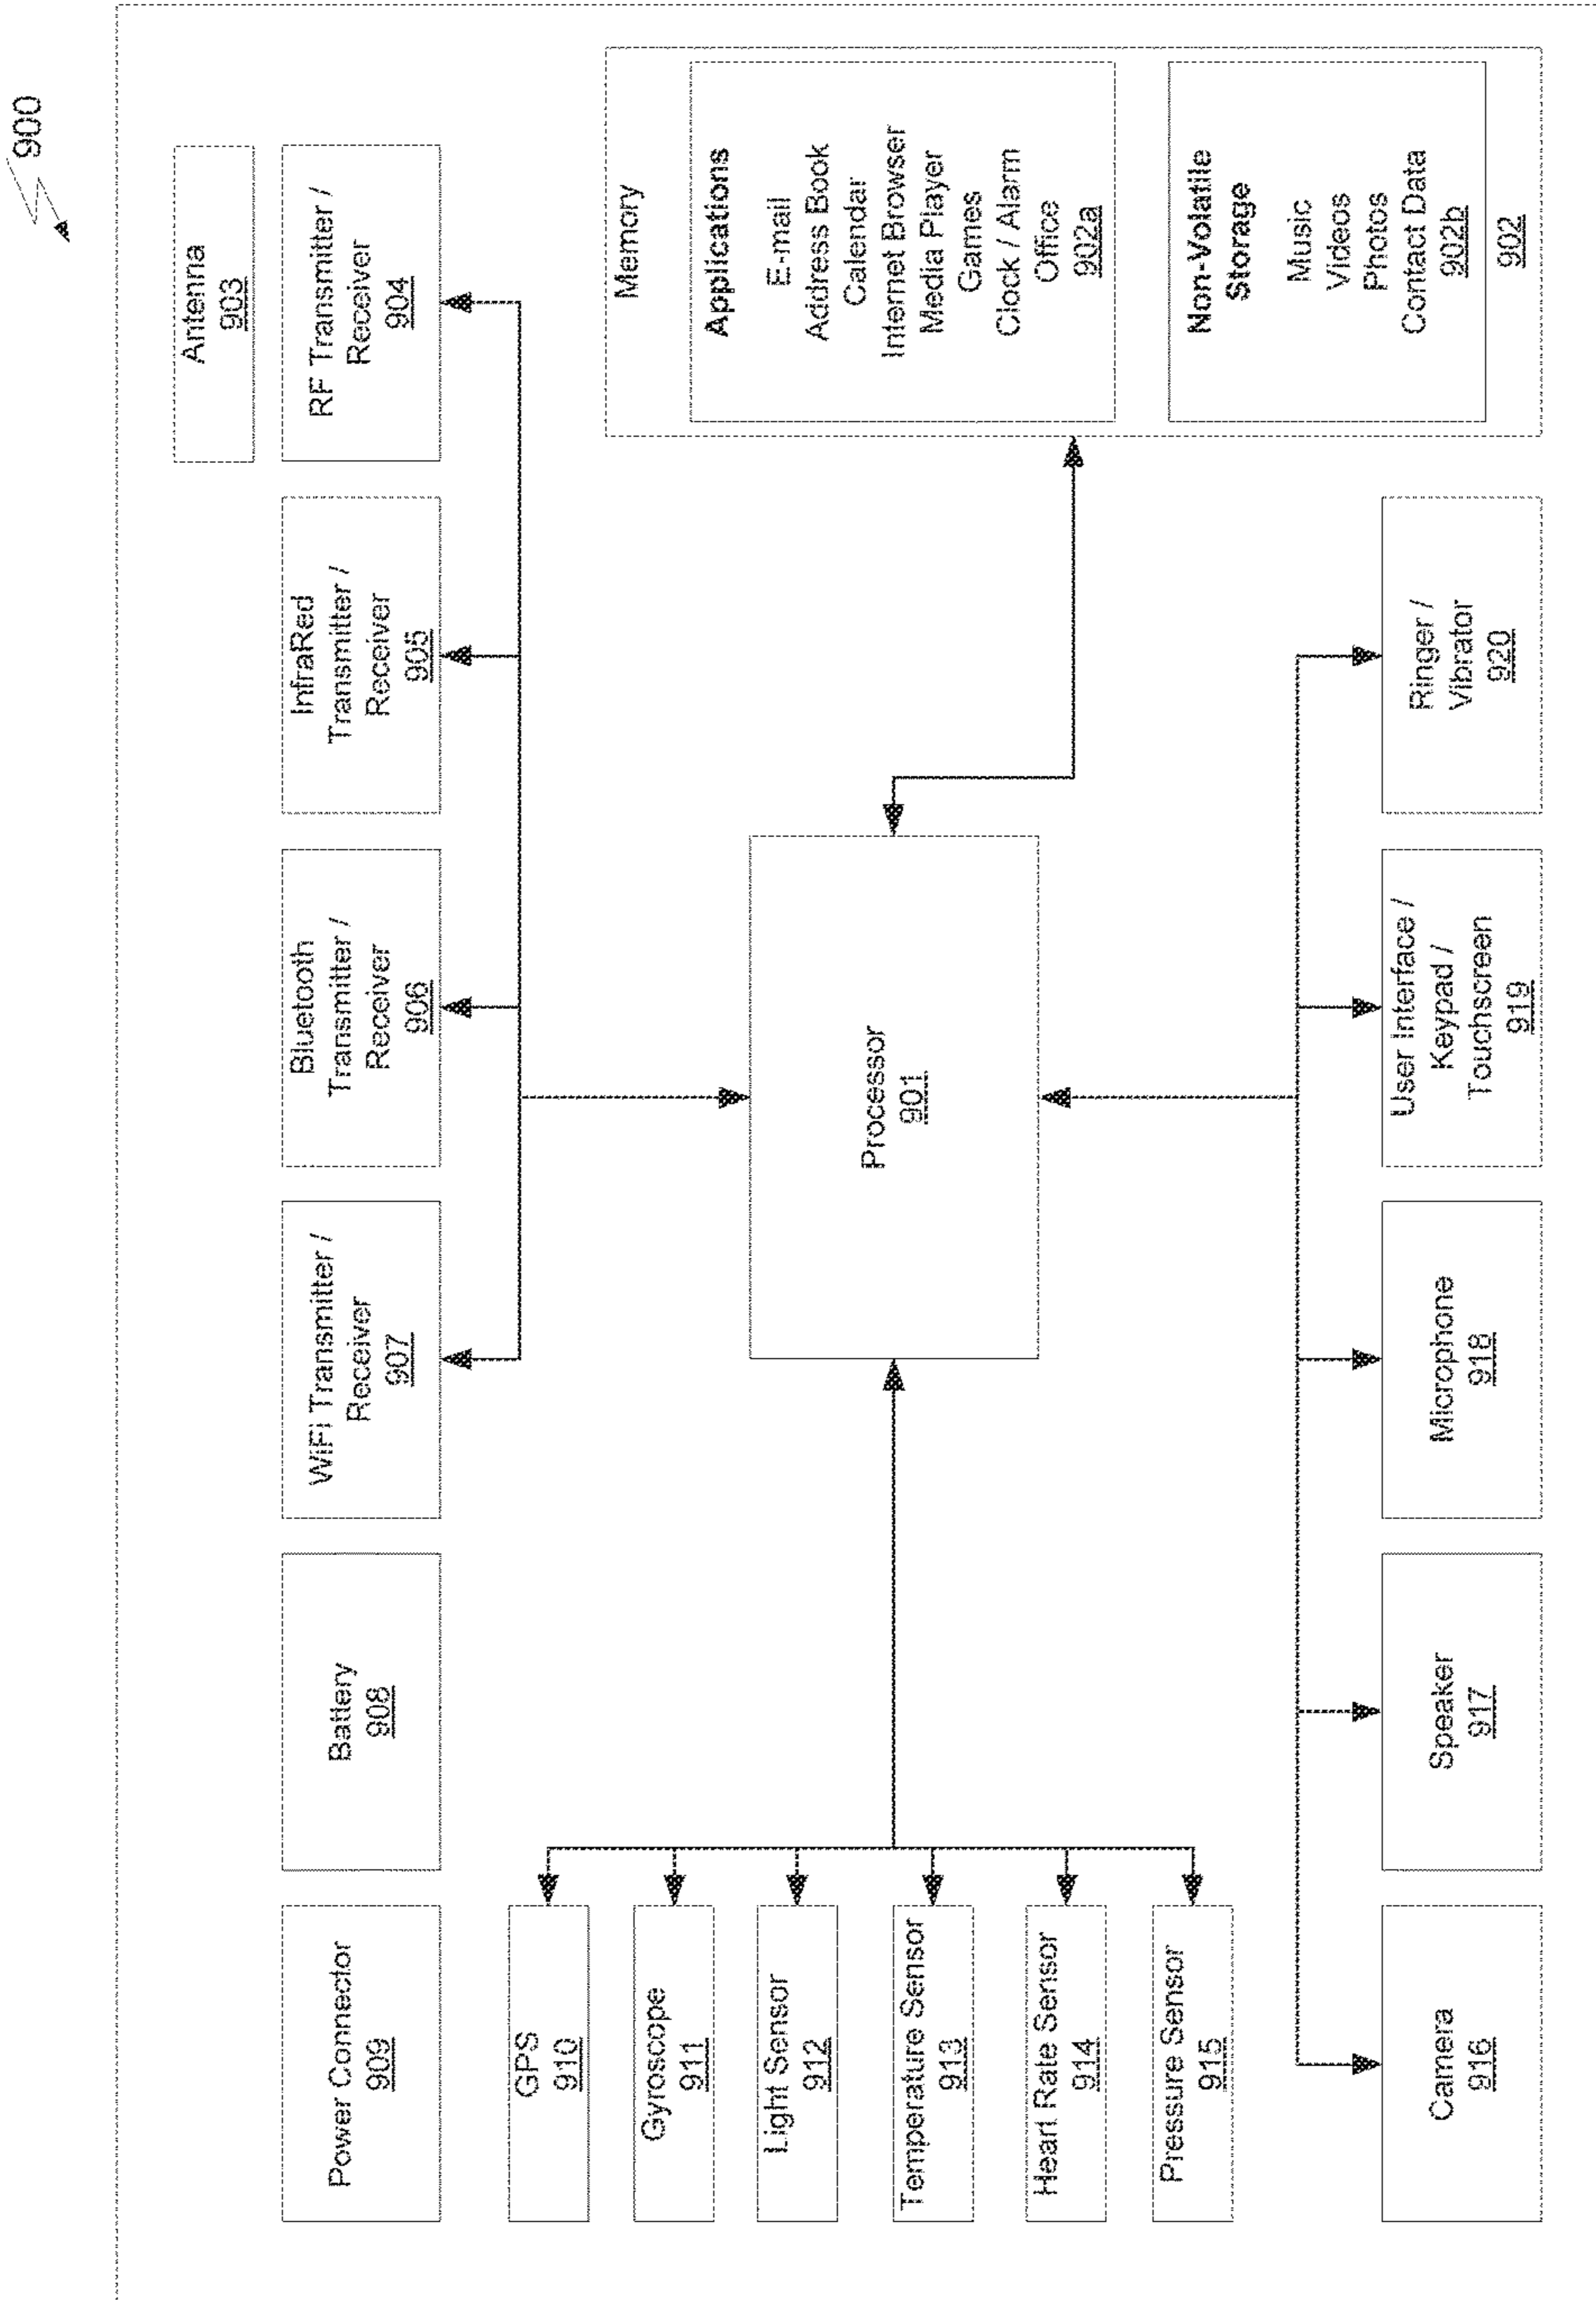 900
Antenna
903
Power Connector
909
Battery
908
WiFi Transmitter /
Receiver
907
Bluetooth
Transmitter /
Receiver
906
InfraRed
Transmitter /
Receiver
905
RF Transmitter /
Receiver
904
GPS
910
Gyroscope
911
Light Sensor
912
Temperature Sensor
913
Heart Rate Sensor
914
Pressure Sensor
915
Processor
901
Memory
Applications
E-mail
Address Book
Calendar
Internet Browser
Media Player
Games
Clock / Alarm
Office
902a
Non-Volatile
Storage
Music
Videos
Photos
Contact Data
902b
902
Camera
916
Speaker
917
Microphone
918
User Interface /
Keypad /
Touchscreen
919
Ringer /
Vibrator
920